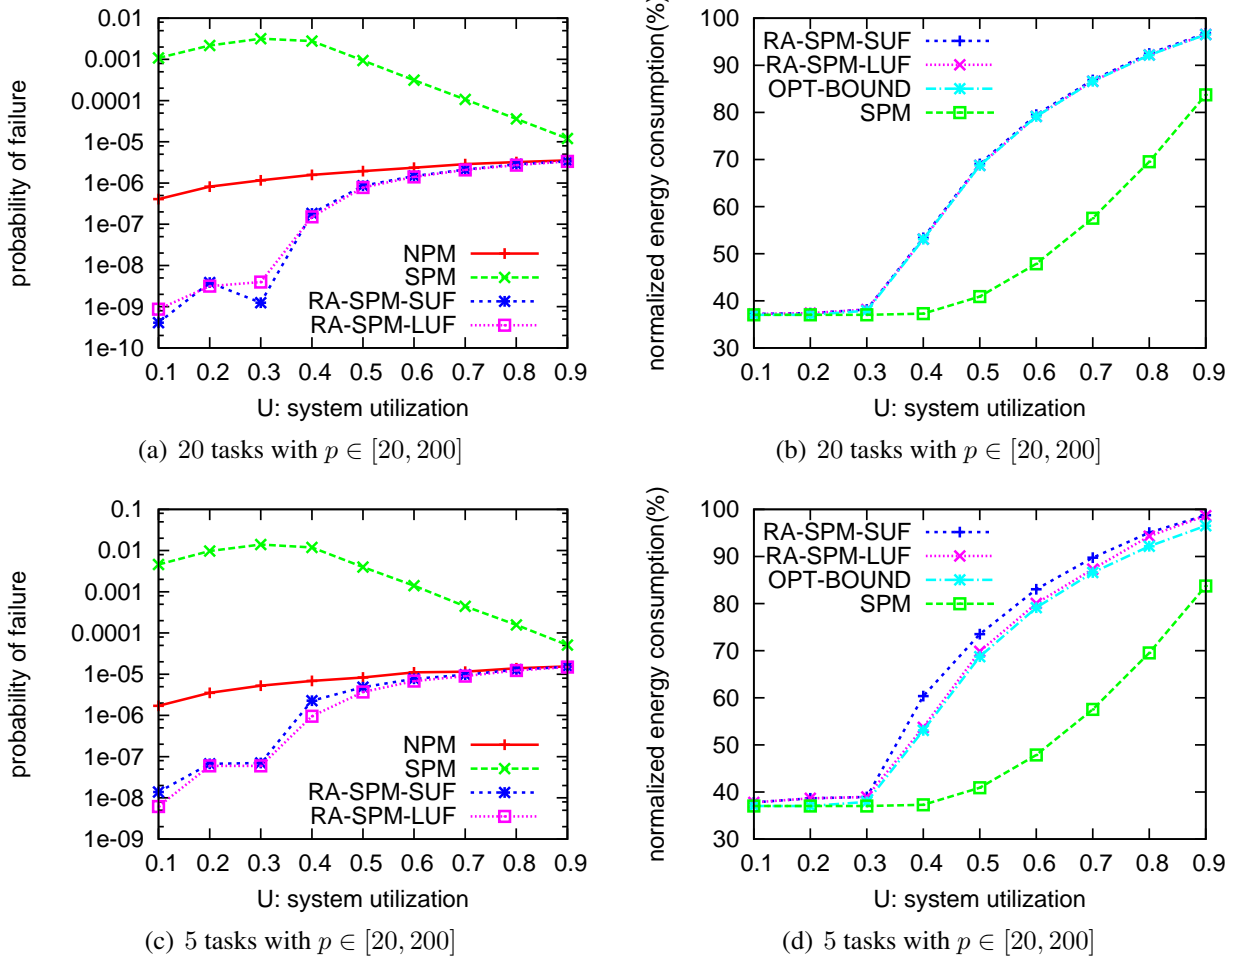 probability of failure
0.01
0.001
0.0001
1e-05
1e-06
1e-07
1e-08
1e-09
1e-10
NPM
SPM
RA-SPM-SUF
RA-SPM-LUF
0.1 0.2 0.3 0.4 0.5 0.6 0.7 0.8 0.9
U: system utilization
(a) 20 tasks with p ∈ [20, 200]
normalized energy consumption(%)
100
90
80
70
60
50
40
30
RA-SPM-SUF
RA-SPM-LUF
OPT-BOUND
SPM
0.1 0.2 0.3 0.4 0.5 0.6 0.7 0.8 0.9
U: system utilization
(b) 20 tasks with p ∈ [20, 200]
probability of failure
0.1
0.01
0.001
0.0001
1e-05
1e-06
1e-07
1e-08
1e-09
NPM
SPM
RA-SPM-SUF
RA-SPM-LUF
0.1 0.2 0.3 0.4 0.5 0.6 0.7 0.8 0.9
U: system utilization
(c) 5 tasks with p ∈ [20, 200]
normalized energy consumption(%)
100
90
80
70
60
50
40
30
RA-SPM-SUF
RA-SPM-LUF
OPT-BOUND
SPM
0.1 0.2 0.3 0.4 0.5 0.6 0.7 0.8 0.9
U: system utilization
(d) 5 tasks with p ∈ [20, 200]